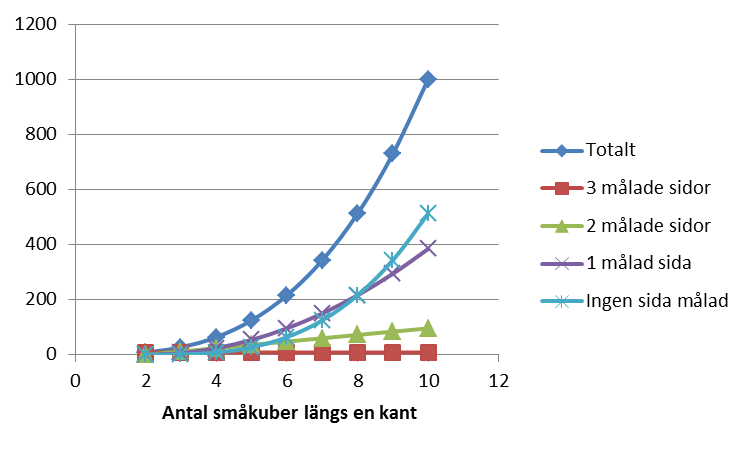 1200
1000
800
600
400
200
0
0 2 4 6 8 10 12
Antal småkuber längs en kant
Totalt
3 målade sidor
2 målade sidor
1 målad sida
Ingen sida målad